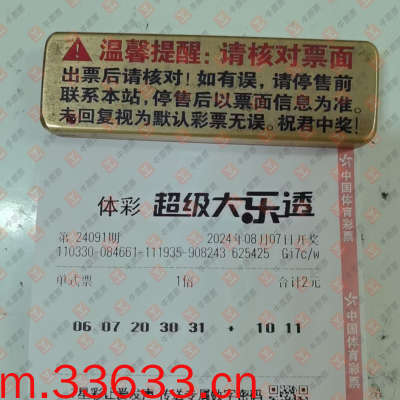 温馨提醒：请核对票面
出票后请核对！如有误，请停售前
联系本站，停售后以票面信息为准。
未回复视为默认彩票无误。祝君中奖！
体彩 超级大乐透
第 24091期 2024年08月07日开奖
110330-084661-111935-908243 625425 Gi7c/w
单式票 1倍 合计2元
06 07 20 30 31 + 10 11
m.33633.cn
中国体育彩票
中国体育彩票